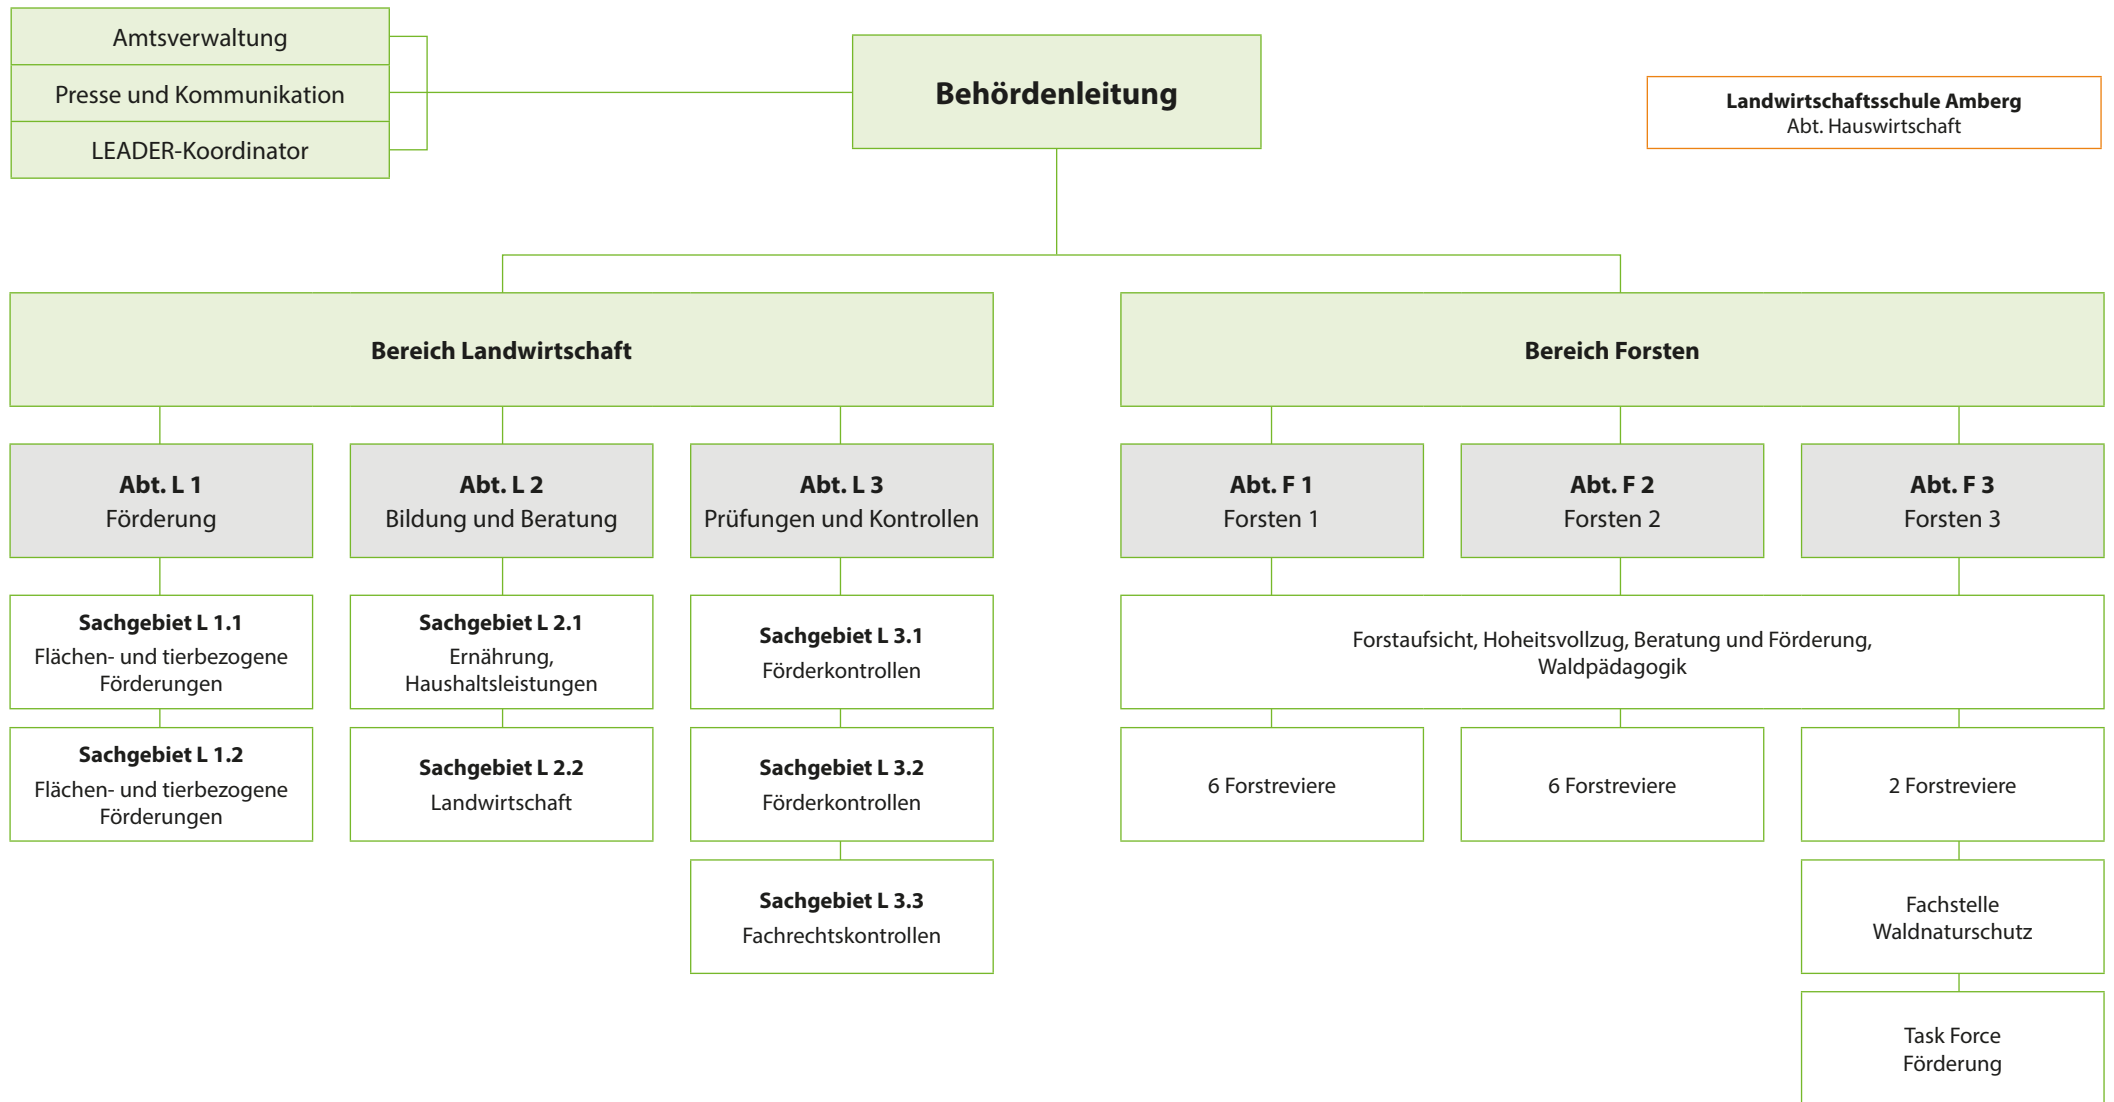 Amtsverwaltung
Presse und Kommunikation
LEADER-Koordinator
Behördenleitung
Landwirtschaftsschule Amberg
Abt. Hauswirtschaft
Bereich Landwirtschaft
Bereich Forsten
Abt. L 1
Förderung
Abt. L 2
Bildung und Beratung
Abt. L 3
Prüfungen und Kontrollen
Abt. F 1
Forsten 1
Abt. F 2
Forsten 2
Abt. F 3
Forsten 3
Sachgebiet L 1.1
Flächen- und tierbezogene
Förderungen
Sachgebiet L 2.1
Ernährung,
Haushaltsleistungen
Sachgebiet L 3.1
Förderkontrollen
Forstaufsicht, Hoheitsvollzug, Beratung und Förderung,
Waldpädagogik
Sachgebiet L 1.2
Flächen- und tierbezogene
Förderungen
Sachgebiet L 2.2
Landwirtschaft
Sachgebiet L 3.2
Förderkontrollen
6 Forstreviere
6 Forstreviere
2 Forstreviere
Sachgebiet L 3.3
Fachrechtskontrollen
Fachstelle
Waldnaturschutz
Task Force
Förderung